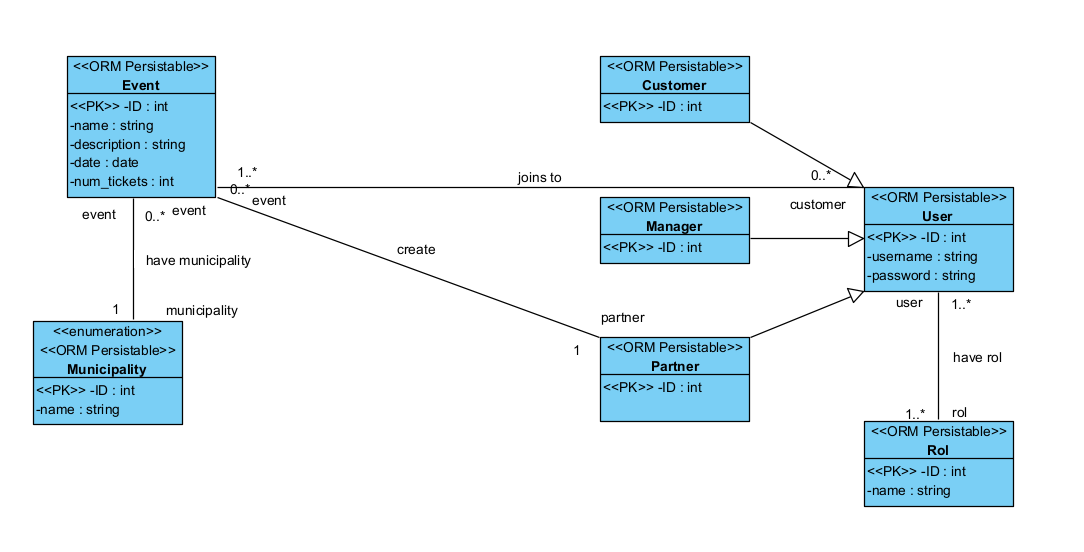 <<ORM Persistable>>
Event
<<PK>> -ID : int
-name : string
-description : string
-date : date
-num_tickets : int
<<ORM Persistable>>
Customer
<<PK>> -ID : int
1..*
0..*
event
joins to
0..*
customer
<<ORM Persistable>>
Manager
<<PK>> -ID : int
<<ORM Persistable>>
User
<<PK>> -ID : int
-username : string
-password : string
event
0..*
event
have municipality
1
municipality
create
partner
1
user
1..*
have rol
1..*
rol
<<enumeration>>
<<ORM Persistable>>
Municipality
<<PK>> -ID : int
-name : string
<<ORM Persistable>>
Partner
<<PK>> -ID : int
<<ORM Persistable>>
Rol
<<PK>> -ID : int
-name : string